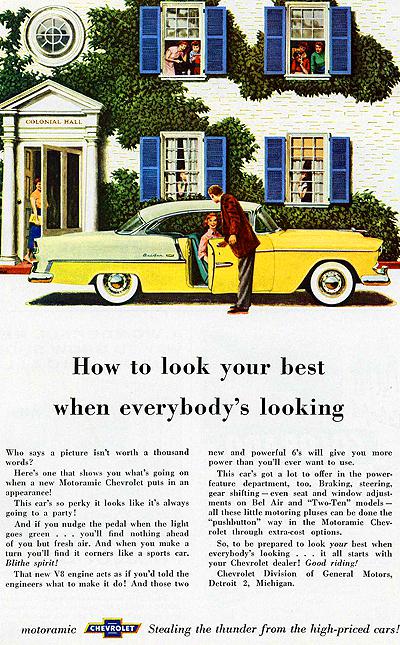 COLONIAL HALL
Bel Air
How to look your best
when everybody's looking
Who says a picture isn't worth a thousand
words?
Here's one that shows you what's going on
when a new Motoramic Chevrolet puts in an
appearance!
This car's so perky it looks like it's always
going to a party!
And if you nudge the pedal when the light
goes green . . . you'll find nothing ahead
of you but fresh air. And when you make a
turn you'll find it corners like a sports car.
Blithe spirit!
That new V8 engine acts as if you'd told the
engineers what to make it do! And those two
new and powerful 6's will give you more
power than you'll ever want to use.
This car's got a lot to offer in the power-
feature department, too. Braking, steering,
gear shifting—even seat and window adjust-
ments on Bel Air and "Two-Ten" models—
all these little motoring pluses can be done the
"pushbutton" way in the Motoramic Chev-
rolet through extra-cost options.
So, to be prepared to look your best when
everybody's looking . . . it all starts with
your Chevrolet dealer! Good riding!
Chevrolet Division of General Motors,
Detroit 2, Michigan.
motoramic CHEVROLET Stealing the thunder from the high-priced cars!